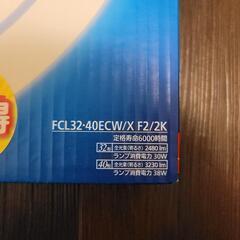 得
FCL32・40ECW/X F2/2K
定格寿命6000時間
32形 全光束(明るさ) 2480 lm
ランプ消費電力 30W
40形 全光束(明るさ) 3230 lm
ランプ消費電力 38W